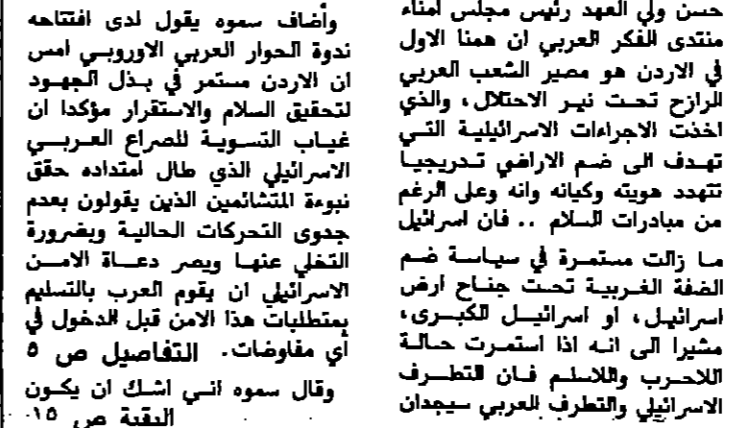 حسن ولي العهد رئيس مجلس امناء
منتدى الفكر العربي ان همنا الاول
في الاردن هو مصير الشعب العربي
الرازح تحت نير الاحتلال، والذي
اخذت الاجراءات الاسرائيلية التي
تهدف الى ضم الاراضي تدريجيا
تتهدد هويته وكيانه وانه وعلى الرغم
من مبادرات السلام .. فان اسرائيل
ما زالت مستمرة في سياسة ضم
الضفة الغربية تحت جناح ارض
اسرائيل، او اسرائيل الكبرى،
مشيرا الى انه اذا استمرت حالة
اللاحرب واللاسلم فان التطرف
الاسرائيلي والتطرف العربي سيجدان
وأضاف سموه يقول لدى افتتاحه
ندوة الحوار العربي الاوروبي امس
ان الاردن مستمر في بذل الجهود
لتحقيق السلام والاستقرار مؤكدا ان
غياب التسوية للصراع العربي
الاسرائيلي الذي طال امتداده حقق
نبوءة المتشائمين الذين يقولون بعدم
جدوى التحركات الحالية وبضرورة
التخلي عنها ويصر دعاة الامن
الاسرائيلي ان يقوم العرب بالتسليم
بمتطلبات هذا الامن قبل الدخول في
أي مفاوضات. التفاصيل ص ٥
وقال سموه انني اشك ان يكون
البقية ص ١٥